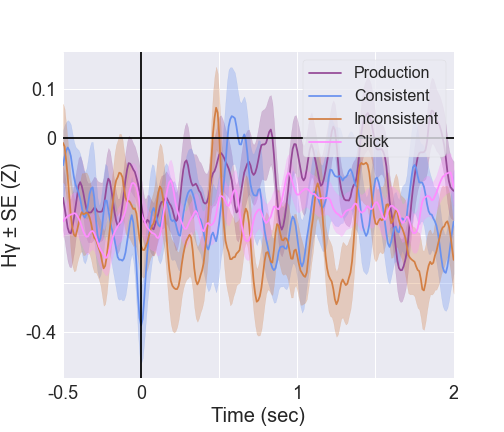 Production
Consistent
Inconsistent
Click
0.1
0
-0.4
Hγ ± SE (Z)
-0.5
0
1
2
Time (sec)